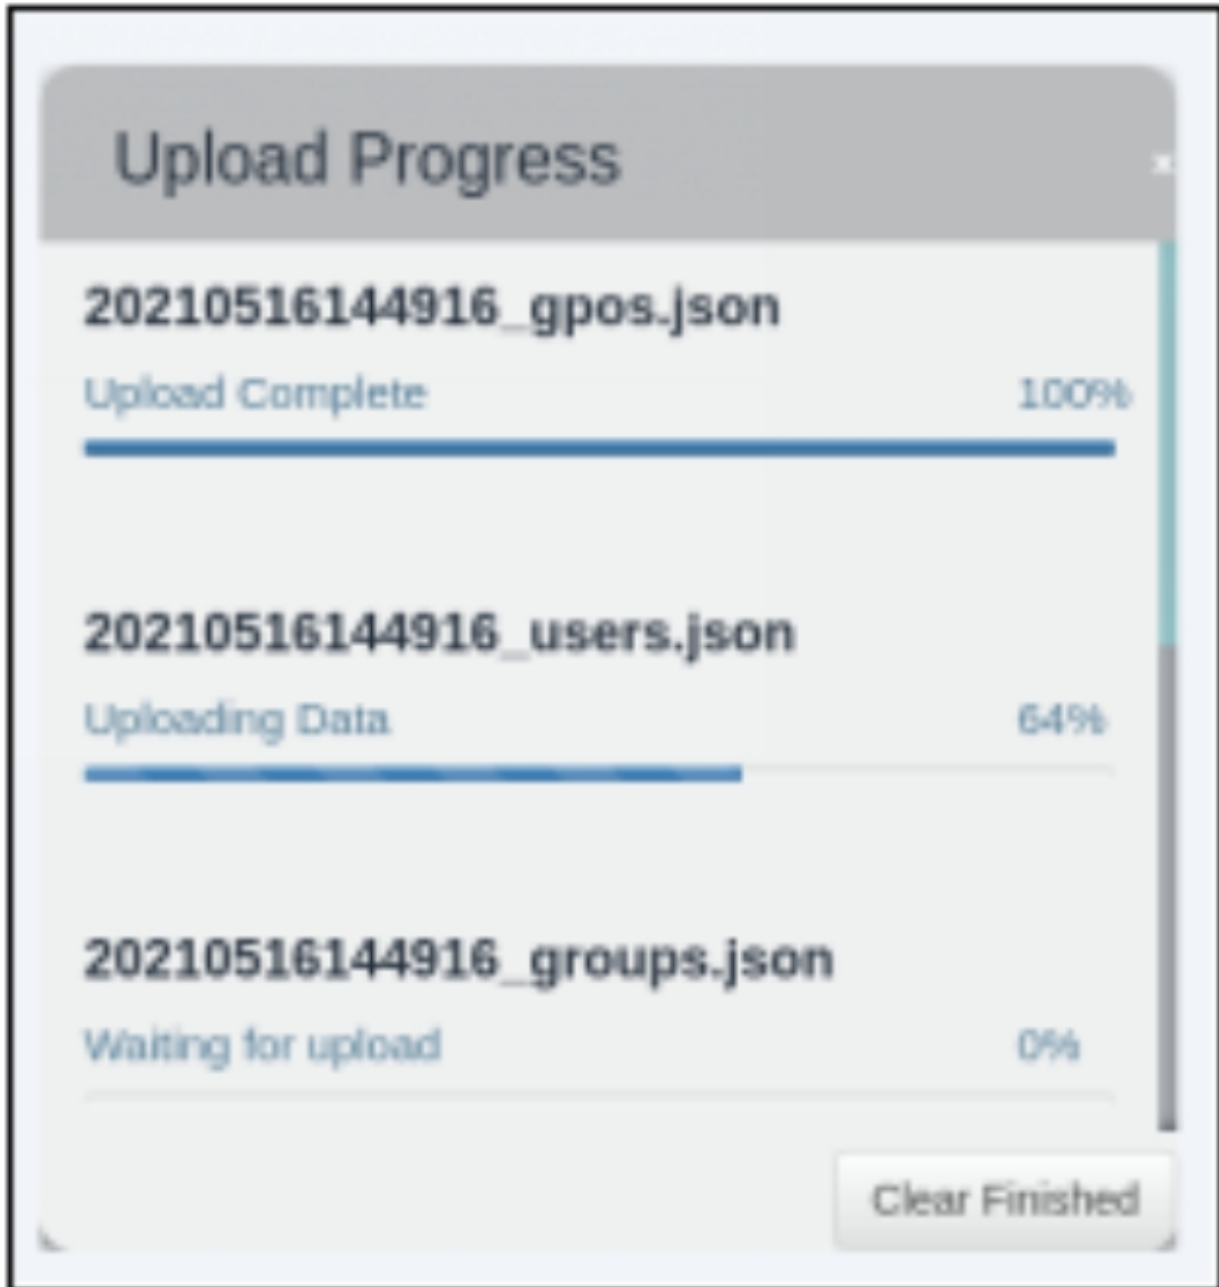 Upload Progress
x
20210516144916_gpos.json
Upload Complete 100%
20210516144916_users.json
Uploading Data 64%
20210516144916_groups.json
Waiting for upload 0%
Clear Finished